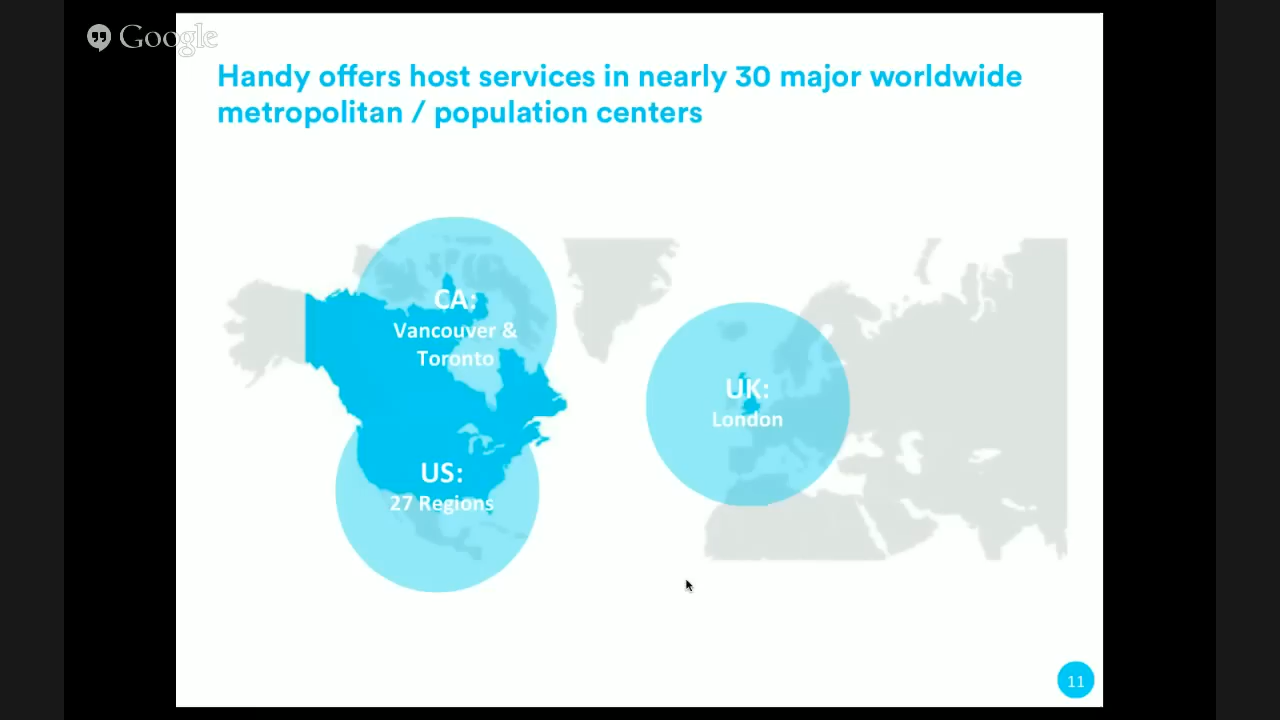 Google
Handy offers host services in nearly 30 major worldwide
metropolitan / population centers
CA:
Vancouver &
Toronto
UK:
London
US:
27 Regions
11